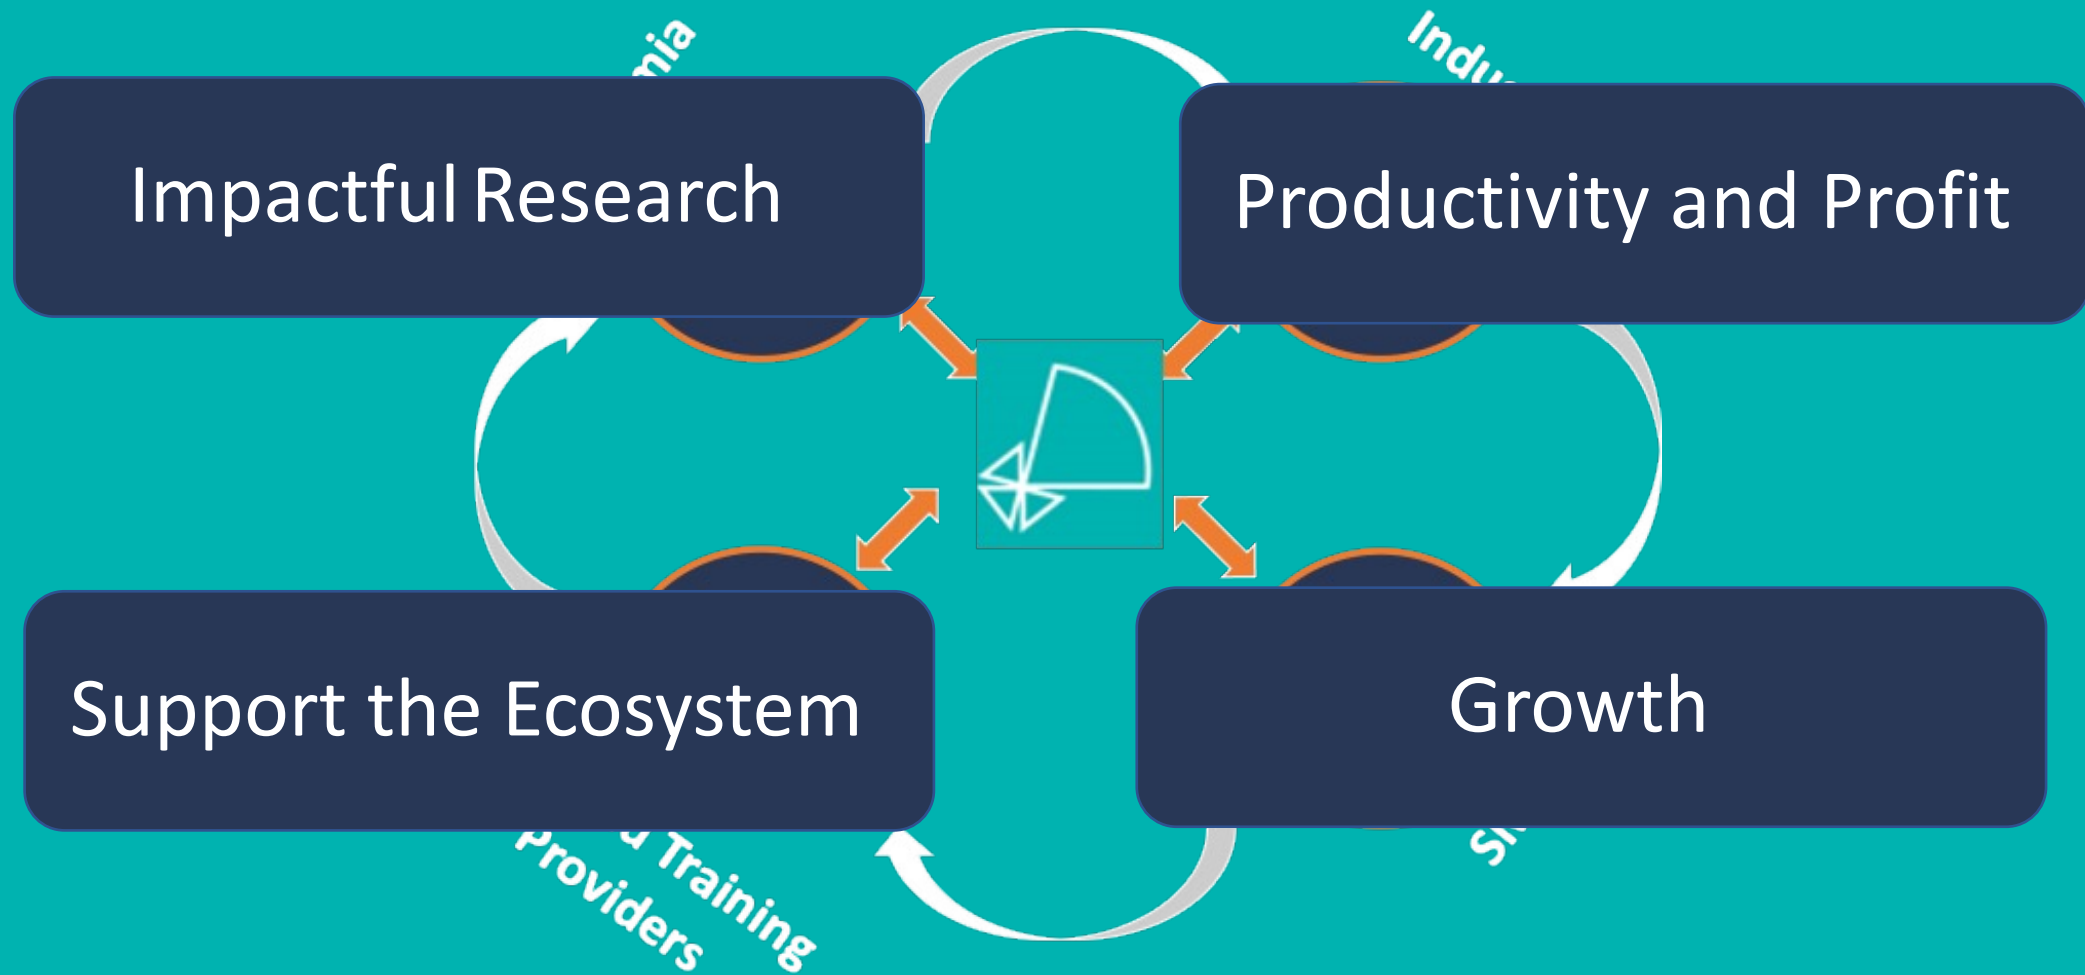 Impactful Research
Productivity and Profit
Support the Ecosystem
Growth
Training
Providers